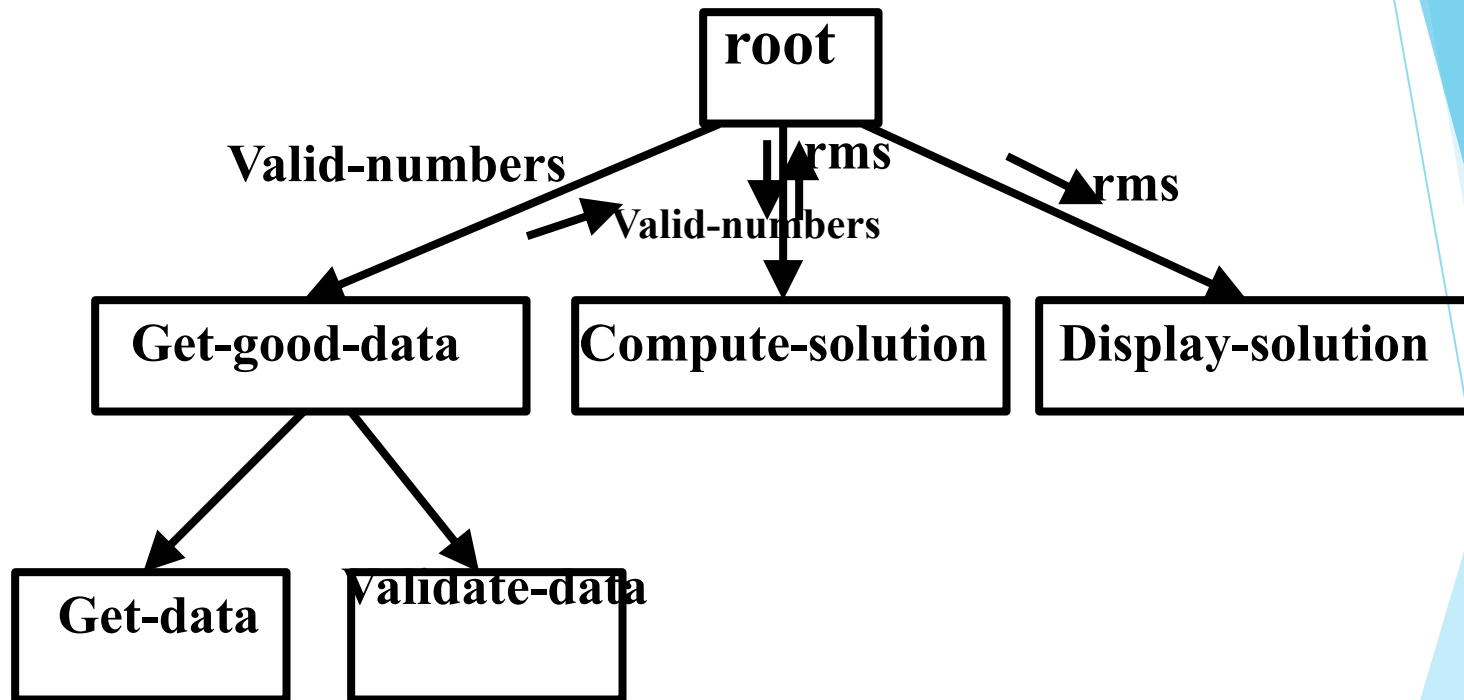 root
Valid-numbers
rms
rms
Valid-numbers
Get-good-data
Compute-solution
Display-solution
Get-data
Validate-data